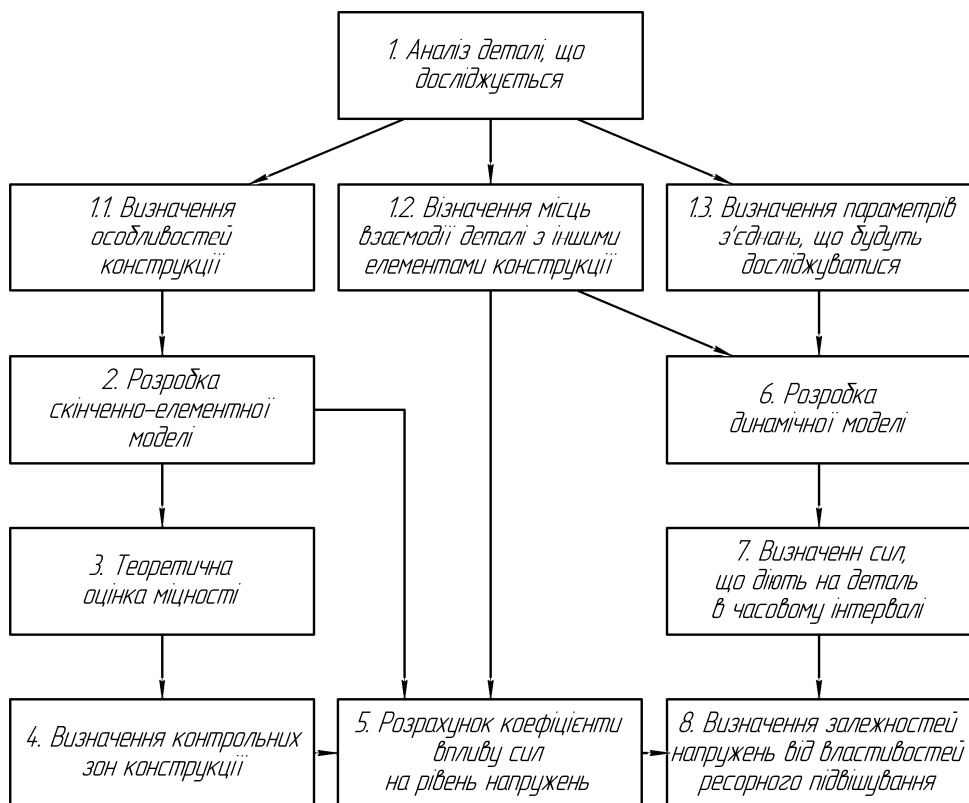 1. Аналіз деталі, що
досліджується
1.1. Визначення
особливостей
конструкції
1.2. Візначення місць
взаємодії деталі з іншими
елементами конструкції
1.3. Визначення параметрів
з'єднань, що будуть
досліджуватися
2. Розробка
скінченно-елементної
моделі
6. Розробка
динамічної моделі
3. Теоретична
оцінка міцності
7. Визначенн сил,
що діють на деталь
в часовому інтервалі
4. Визначення контрольних
зон конструкції
5. Розрахунок коефіцієнти
впливу сил
на рівень напружень
8. Визначення залежностей
напружень від властивостей
ресорного підвішування